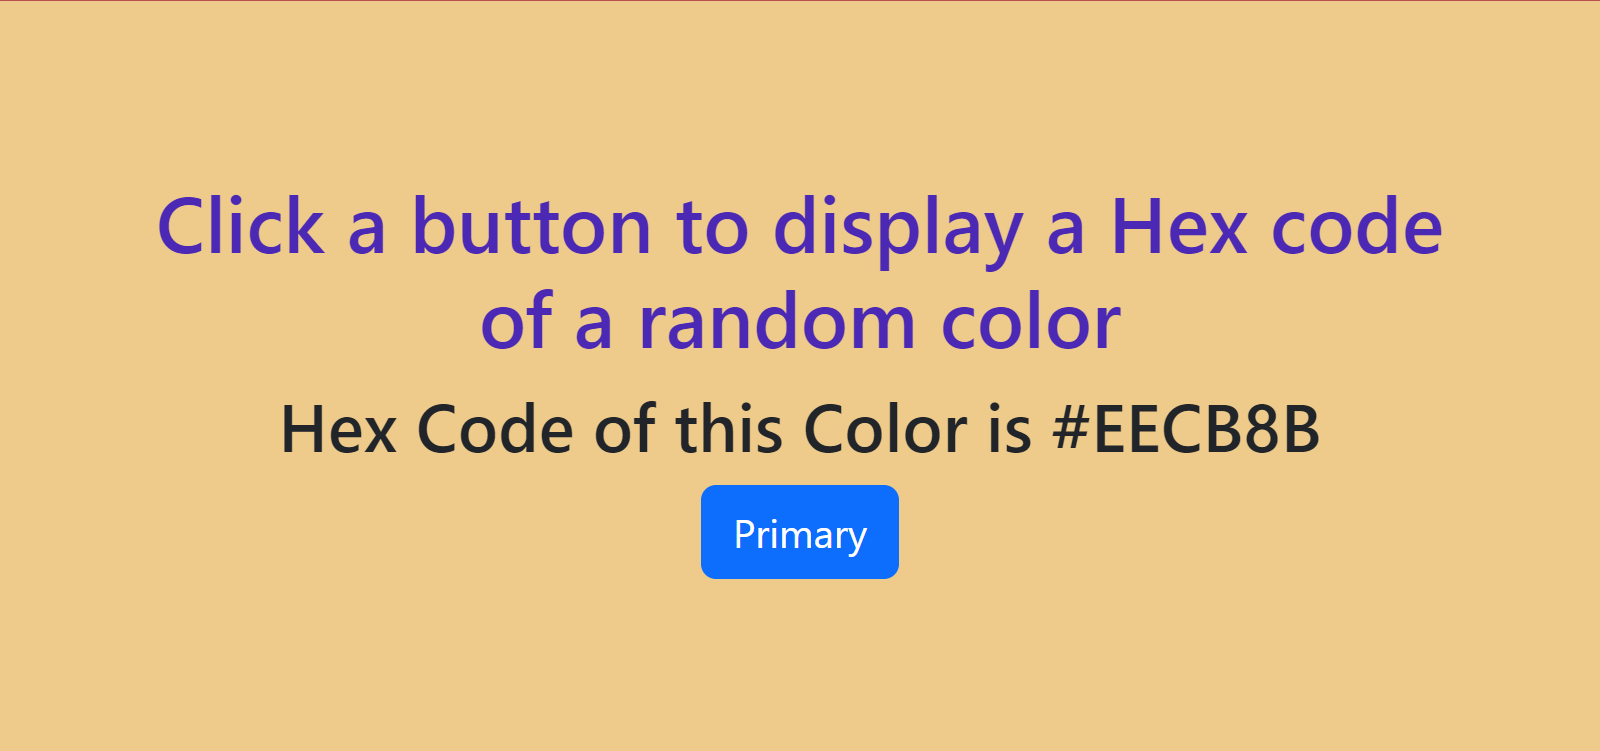 Click a button to display a Hex code
of a random color
Hex Code of this Color is #EECB8B
Primary